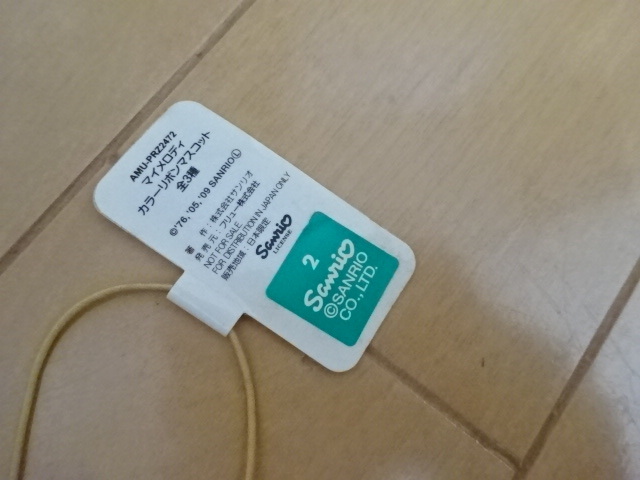 AMU-PRZ2472
マイメロディ
カラーリボンマスコット
全3種
©'76, '05, '09 SANRIO Ⓛ
著 作：株式会社サンリオ
発 売 元：フリュー株式会社
NOT FOR SALE
FOR DISTRIBUTION IN JAPAN ONLY
販売地域：日本限定
Sanrio
LICENSE
2
Sanrio
©SANRIO
CO., LTD.